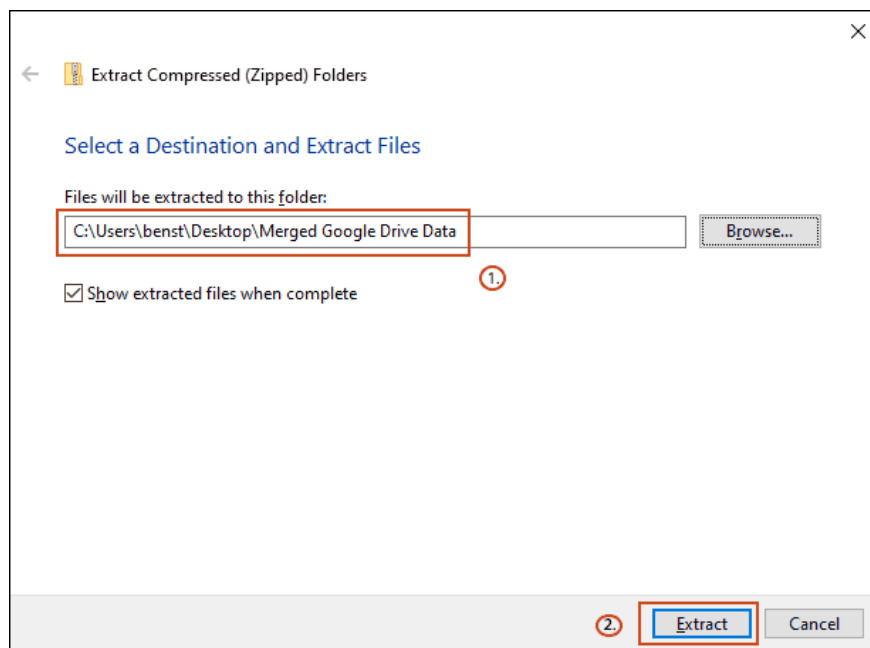 Extract Compressed (Zipped) Folders
Select a Destination and Extract Files
Files will be extracted to this folder:
C:\Users\benst\Desktop\Merged Google Drive Data
Browse...
1.
Show extracted files when complete
2.
Extract
Cancel